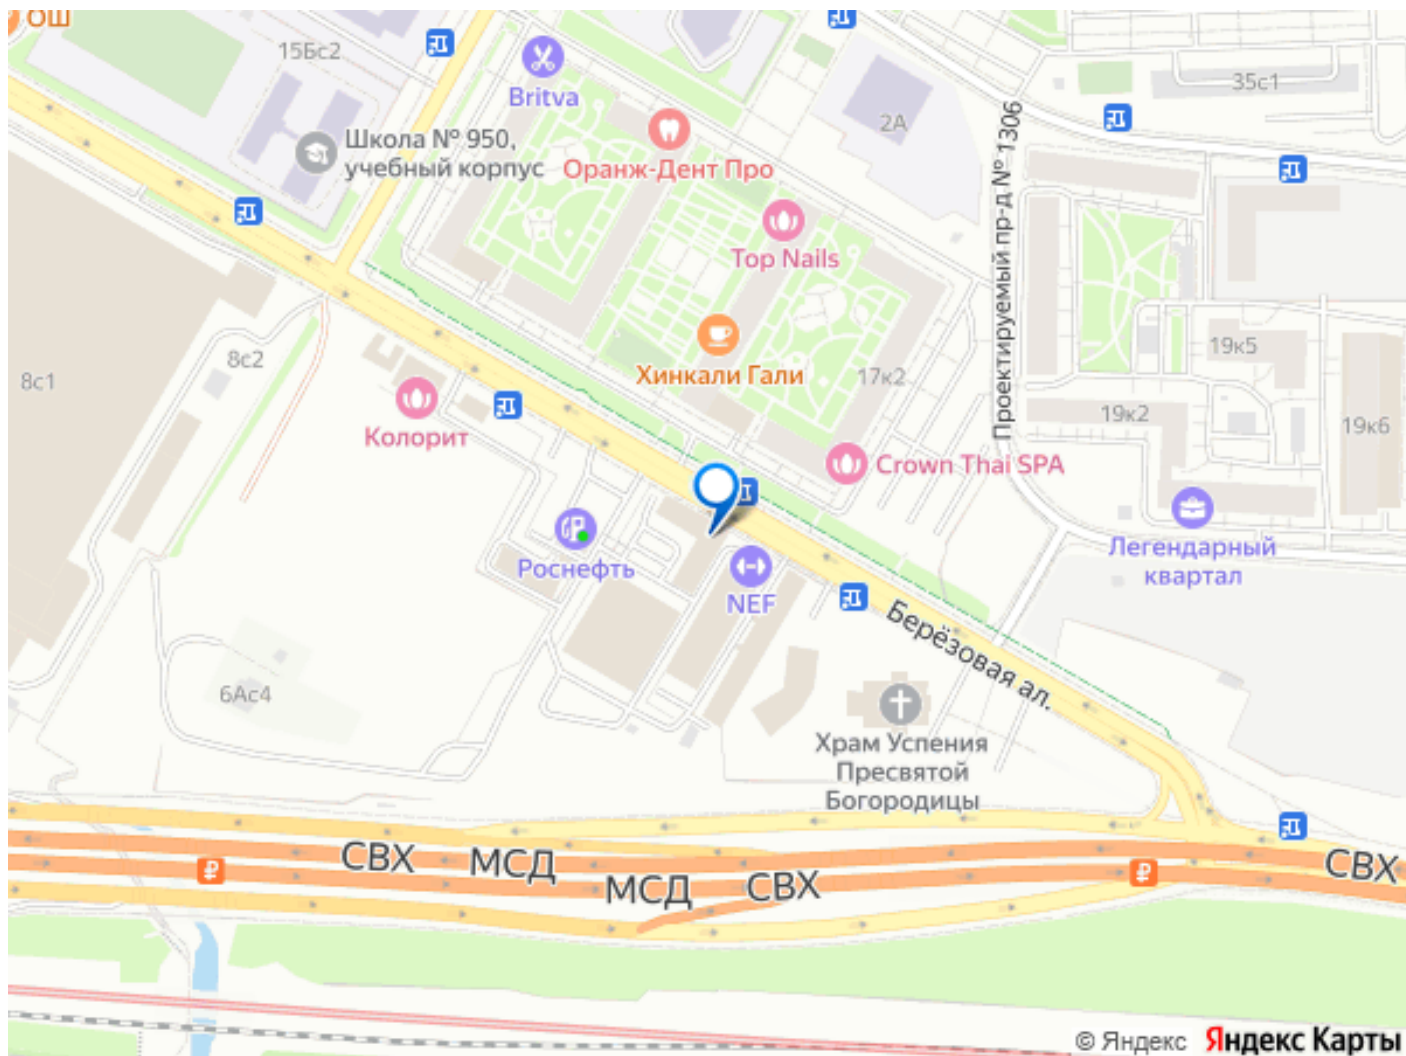 ОШ
15Бс2
Britva
Школа № 950,
учебный корпус
Оранж-Дент Про
2А
35с1
Проектируемый пр-д № 1306
Top Nails
8с1
8с2
Хинкали Гали
17к2
19к5
19к2
19к6
Колорит
Crown Thai SPA
Роснефть
NEF
Легендарный
квартал
Берёзовая ал.
6Ас4
Храм Успения
Пресвятой
Богородицы
СВХ
МСД
МСД
СВХ
СВХ
© Яндекс
Яндекс Карты